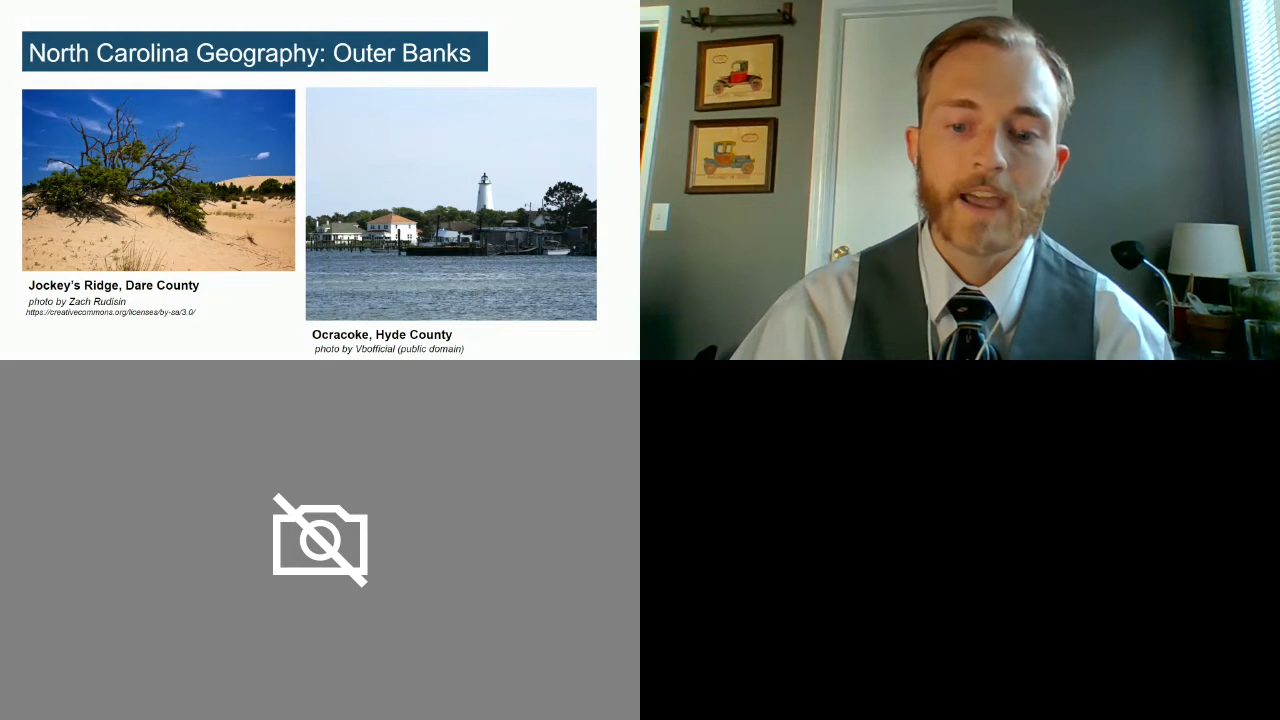 North Carolina Geography: Outer Banks
Jockey's Ridge, Dare County
photo by Zach Rudisin
https://creativecommons.org/licenses/by-sa/3.0/
Ocracoke, Hyde County
photo by Vbofficial (public domain)